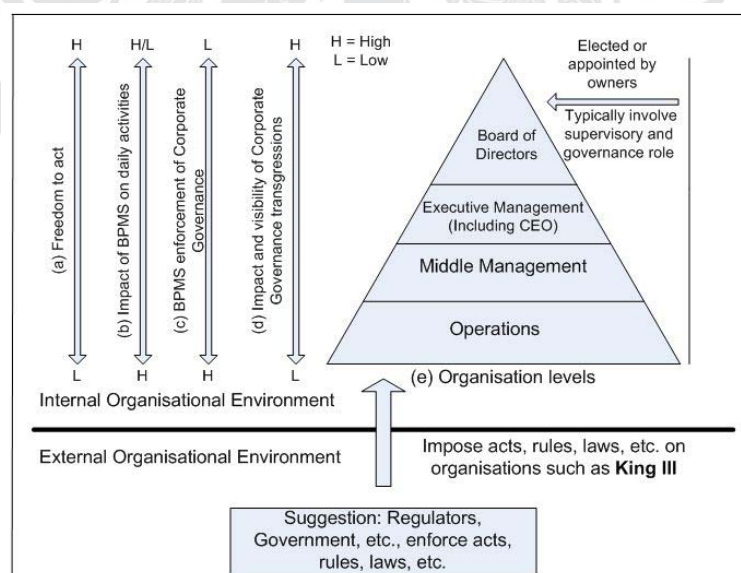 H
H/L
L
H
H = High
L = Low
Elected or
appointed by
owners
Typically involve
supervisory and
governance role
(a) Freedom to act
(b) Impact of BPMS on daily activities
(c) BPMS enforcement of Corporate
Governance
(d) Impact and visibility of Corporate
Governance transgressions
Board of
Directors
Executive Management
(Including CEO)
Middle Management
Operations
L
H
H
L
(e) Organisation levels
Internal Organisational Environment
External Organisational Environment
Impose acts, rules, laws, etc. on
organisations such as King III
Suggestion: Regulators,
Government, etc., enforce acts,
rules, laws, etc.